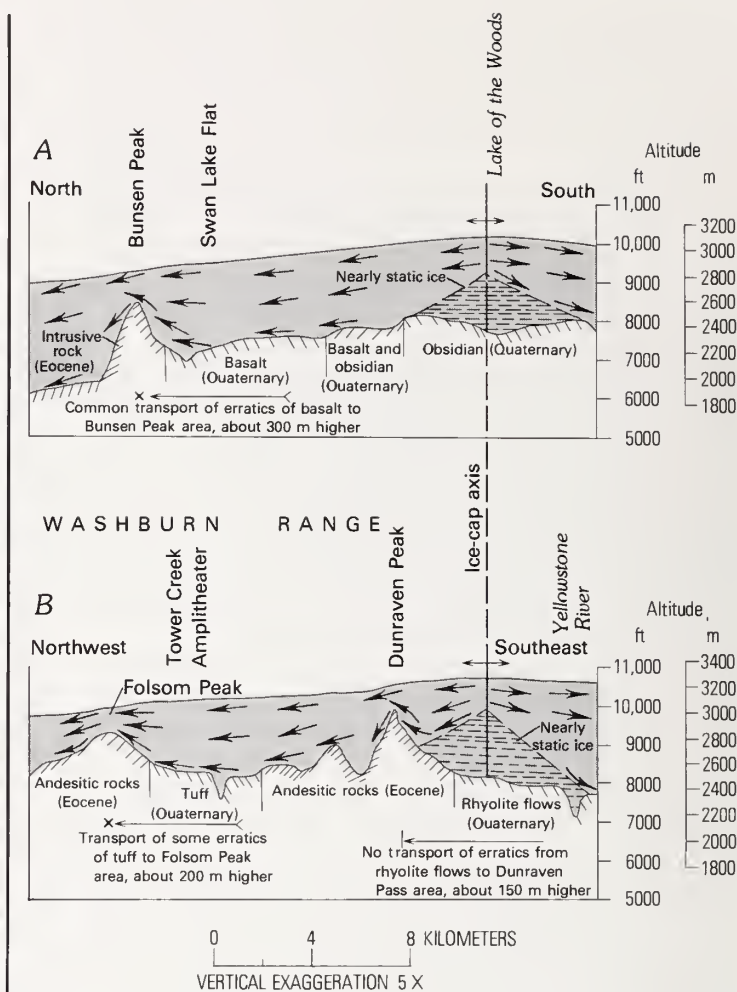 Lake of the Woods
Bunsen Peak
Swan Lake Flat
A
North
South
Altitude
ft
m
11,000
10,000
9000
8000
7000
6000
5000
3200
3000
2800
2600
2400
2200
2000
1800
Nearly static ice
Intrusive
rock
(Eocene)
Basalt
(Quaternary)
Basalt and
obsidian
(Quaternary)
Obsidian (Quaternary)
Common transport of erratics of basalt to
Bunsen Peak area, about 300 m higher
Ice-cap axis
WASHBURN RANGE
Tower Creek
Amplitheater
Dunraven Peak
Yellowstone
River
B
Northwest
Southeast
Altitude
ft
m
11,000
10,000
9000
8000
7000
6000
5000
3400
3200
3000
2800
2600
2400
2200
2000
1800
Folsom Peak
Nearly
static ice
Andesitic rocks
(Eocene)
Tuff
(Quaternary)
Andesitic rocks (Eocene)
Rhyolite flows
(Quaternary)
Transport of some erratics
of tuff to Folsom Peak
area, about 200 m higher
No transport of erratics from
rhyolite flows to Dunraven
Pass area, about 150 m higher
0 4 8 KILOMETERS
VERTICAL EXAGGERATION 5 X